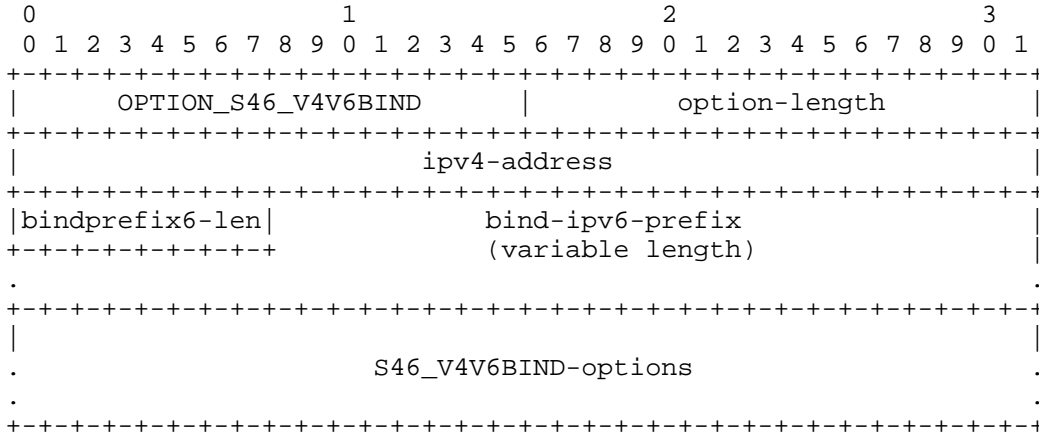 0                   1                   2                   3
 0 1 2 3 4 5 6 7 8 9 0 1 2 3 4 5 6 7 8 9 0 1 2 3 4 5 6 7 8 9 0 1
+-+-+-+-+-+-+-+-+-+-+-+-+-+-+-+-+-+-+-+-+-+-+-+-+-+-+-+-+-+-+-+-+
|      OPTION_S46_V4V6BIND      |         option-length         |
+-+-+-+-+-+-+-+-+-+-+-+-+-+-+-+-+-+-+-+-+-+-+-+-+-+-+-+-+-+-+-+-+
|                         ipv4-address                          |
+-+-+-+-+-+-+-+-+-+-+-+-+-+-+-+-+-+-+-+-+-+-+-+-+-+-+-+-+-+-+-+-+
|bindprefix6-len|             bind-ipv6-prefix                  |
+-+-+-+-+-+-+-+-+             (variable length)                 |
.                                                               .
+-+-+-+-+-+-+-+-+-+-+-+-+-+-+-+-+-+-+-+-+-+-+-+-+-+-+-+-+-+-+-+-+
|                                                               |
.                      S46_V4V6BIND-options                     .
.                                                               .
+-+-+-+-+-+-+-+-+-+-+-+-+-+-+-+-+-+-+-+-+-+-+-+-+-+-+-+-+-+-+-+-+